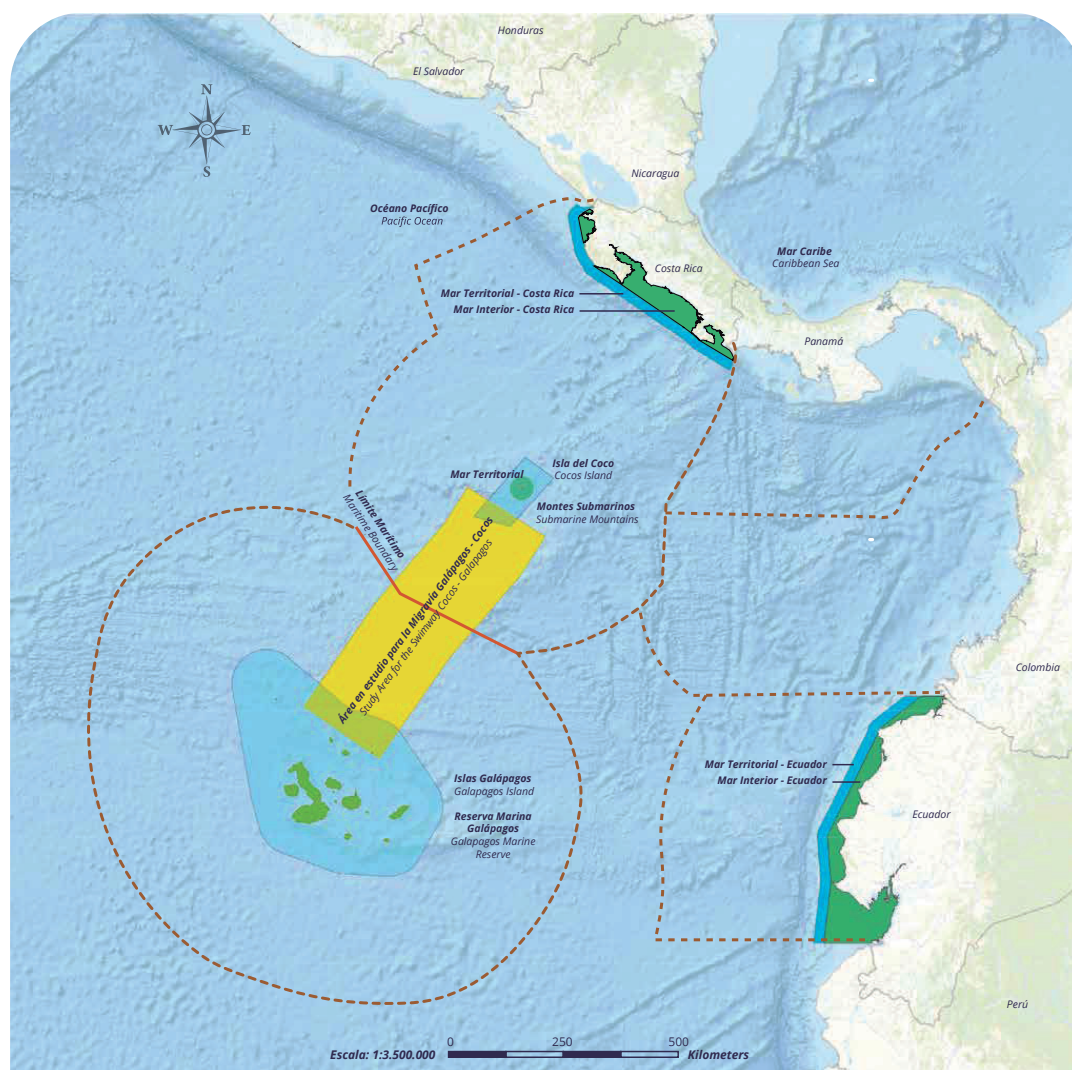 Honduras
El Salvador
N
W
E
S
Nicaragua
Océano Pacífico
Pacific Ocean
Mar Caribe
Caribbean Sea
Costa Rica
Mar Territorial - Costa Rica
Mar Interior - Costa Rica
Panamá
Isla del Coco
Cocos Island
Mar Territorial
Montes Submarinos
Submarine Mountains
Límite Marítimo
Maritime Boundary
Área en estudio para la Migravía Galápagos - Cocos
Study Area for the Swimway Cocos - Galapagos
Colombia
Mar Territorial - Ecuador
Mar Interior - Ecuador
Islas Galápagos
Galapagos Island
Reserva Marina
Galápagos
Galapagos Marine
Reserve
Ecuador
Perú
0
250
500
Escala: 1:3.500.000
Kilometers